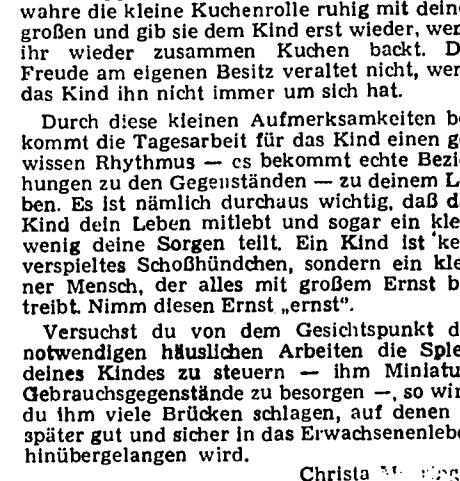 wahre die kleine Kuchenrolle ruhig mit dein
großen und gib sie dem Kind erst wieder, wer
ihr wieder zusammen Kuchen backt. D
Freude am eigenen Besitz veraltet nicht, wer
das Kind ihn nicht immer um sich hat.
Durch diese kleinen Aufmerksamkeiten b
kommt die Tagesarbeit für das Kind einen g
wissen Rhythmus — es bekommt echte Bezi
hungen zu den Gegenständen — zu deinem L
ben. Es ist nämlich durchaus wichtig, daß d
Kind dein Leben mitlebt und sogar ein kle
wenig deine Sorgen teilt. Ein Kind ist ke
verspieltes Schoßhündchen, sondern ein kle
ner Mensch, der alles mit großem Ernst b
treibt. Nimm diesen Ernst „ernst".
Versuchst du von dem Gesichtspunkt d
notwendigen häuslichen Arbeiten die Spie
deines Kindes zu steuern — ihm Miniatu
Gebrauchsgegenstände zu besorgen —, so wir
du ihm viele Brücken schlagen, auf denen
später gut und sicher in das Erwachsenenleb
hinübergelangen wird.
Christa